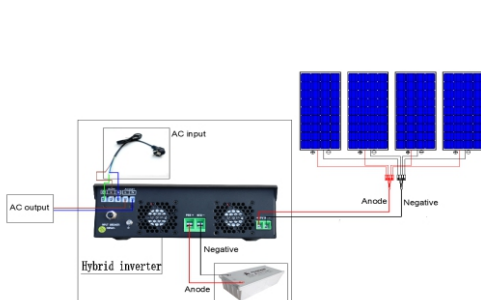 AC input
AC output
Anode
Negative
Negative
Hybrid inverter
Anode